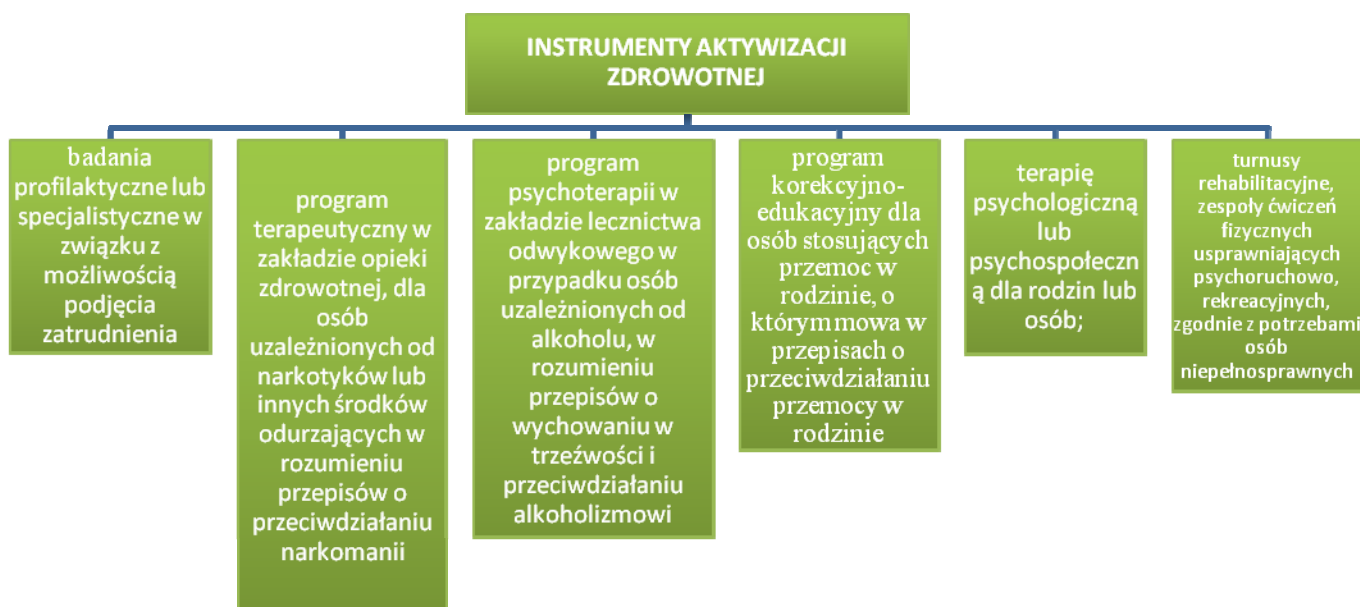 INSTRUMENTY AKTYWIZACJI
ZDROWOTNEJ
badania
profilaktyczne lub
specjalistyczne w
związku z
możliwością
podjęcia
zatrudnienia
program
terapeutyczny w
zakładzie opieki
zdrowotnej, dla
osób
uzależnionych od
narkotyków lub
innych środków
odurzających w
rozumieniu
przepisów o
przeciwdziałaniu
narkomanii
program
psychoterapii w
zakładzie lecznictwa
odwykowego w
przypadku osób
uzależnionych od
alkoholu, w
rozumieniu
przepisów o
wychowaniu w
trzeźwości i
przeciwdziałaniu
alkoholizmowi
program
korekcyjno-
edukacyjny dla
osób stosujących
przemoc w
rodzinie, o
którym mowa w
przepisach o
przeciwdziałaniu
przemocy w
rodzinie
terapię
psychologiczną
lub
psychospołeczn
ą dla rodzin lub
osób;
turnusy
rehabilitacyjne,
zespoły ćwiczeń
fizycznych
usprawniających
psychoruchowo,
rekreacyjnych,
zgodnie z potrzebami
osób
niepełnosprawnych